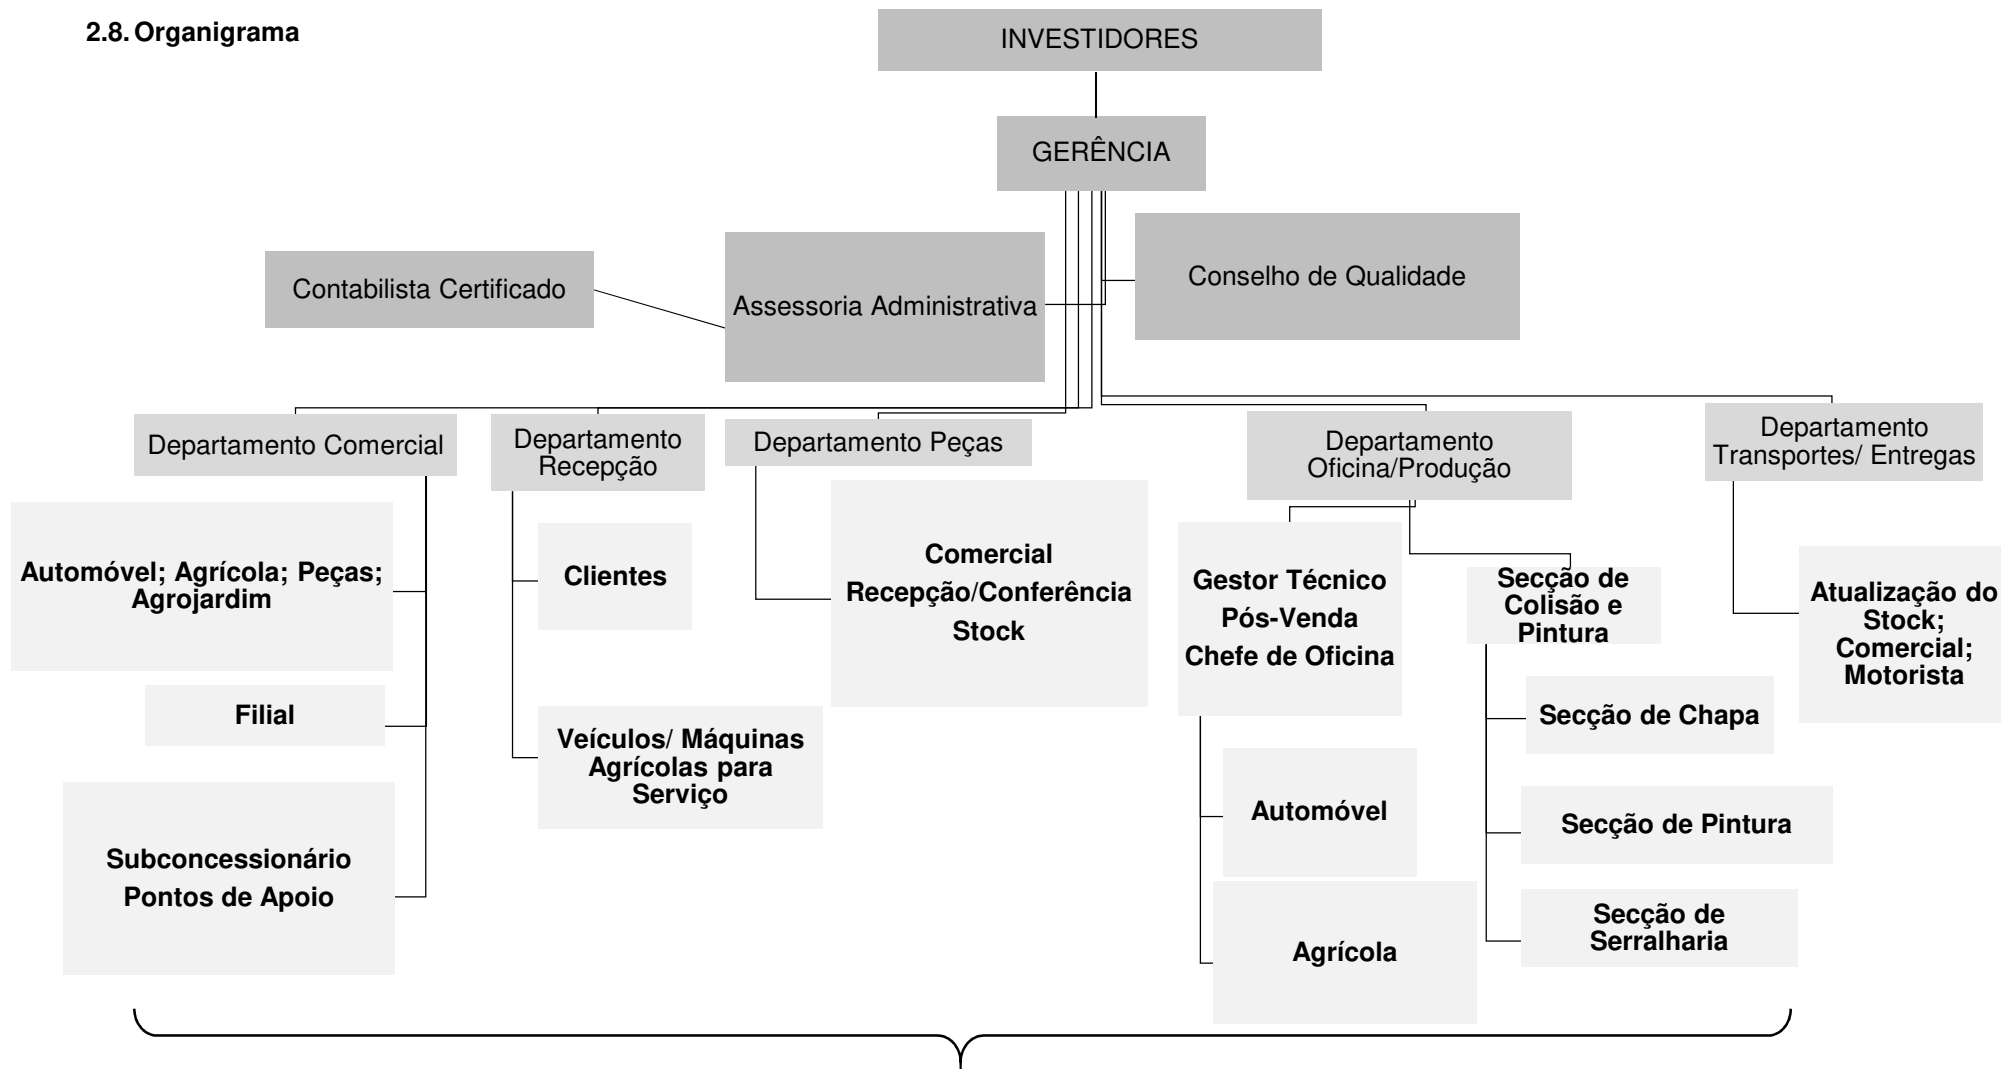 2.8. Organigrama
INVESTIDORES
GERÊNCIA
Contabilista Certificado
Assessoria Administrativa
Conselho de Qualidade
Departamento Comercial
Departamento
Recepção
Departamento Peças
Departamento
Oficina/Produção
Departamento
Transportes/ Entregas
Automóvel; Agrícola; Peças;
Agrojardim
Filial
Subconcessionário
Pontos de Apoio
Clientes
Veículos/ Máquinas
Agrícolas para
Serviço
Comercial
Recepção/Conferência
Stock
Gestor Técnico
Pós-Venda
Chefe de Oficina
Automóvel
Agrícola
Secção de
Colisão e
Pintura
Secção de Chapa
Secção de Pintura
Secção de
Serralharia
Atualização do
Stock;
Comercial;
Motorista